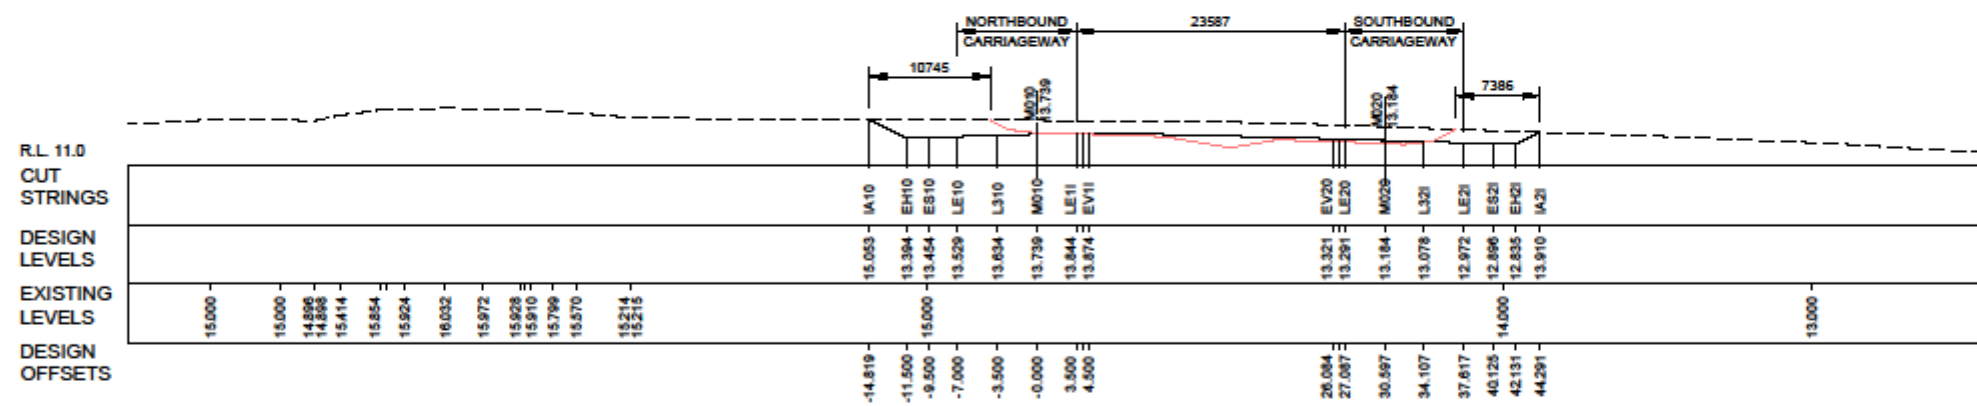 NORTHBOUND
CARRIAGEWAY
23587
SOUTHBOUND
CARRIAGEWAY
10745
7386
M010
13.739
M020
13.184
R.L. 11.0
CUT
STRINGS
IA10
EH10
ES10
LE10
L310
M010
LE1I
EV1I
EV20
LE20
M020
L32I
LE2I
ES2I
EH2I
IA2I
DESIGN
LEVELS
15.053
13.394
13.454
13.529
13.634
13.739
13.844
13.874
13.321
13.291
13.184
13.078
12.972
12.896
12.835
13.910
EXISTING
LEVELS
15.000
15.000
14.896
14.898
15.414
15.854
15.924
16.032
15.972
15.928
15.910
15.799
15.570
15.214
15.215
15.000
14.000
13.000
DESIGN
OFFSETS
-14.819
-11.500
-9.500
-7.000
-3.500
-0.000
3.500
4.500
26.084
27.087
30.597
34.107
37.617
40.125
42.131
44.291